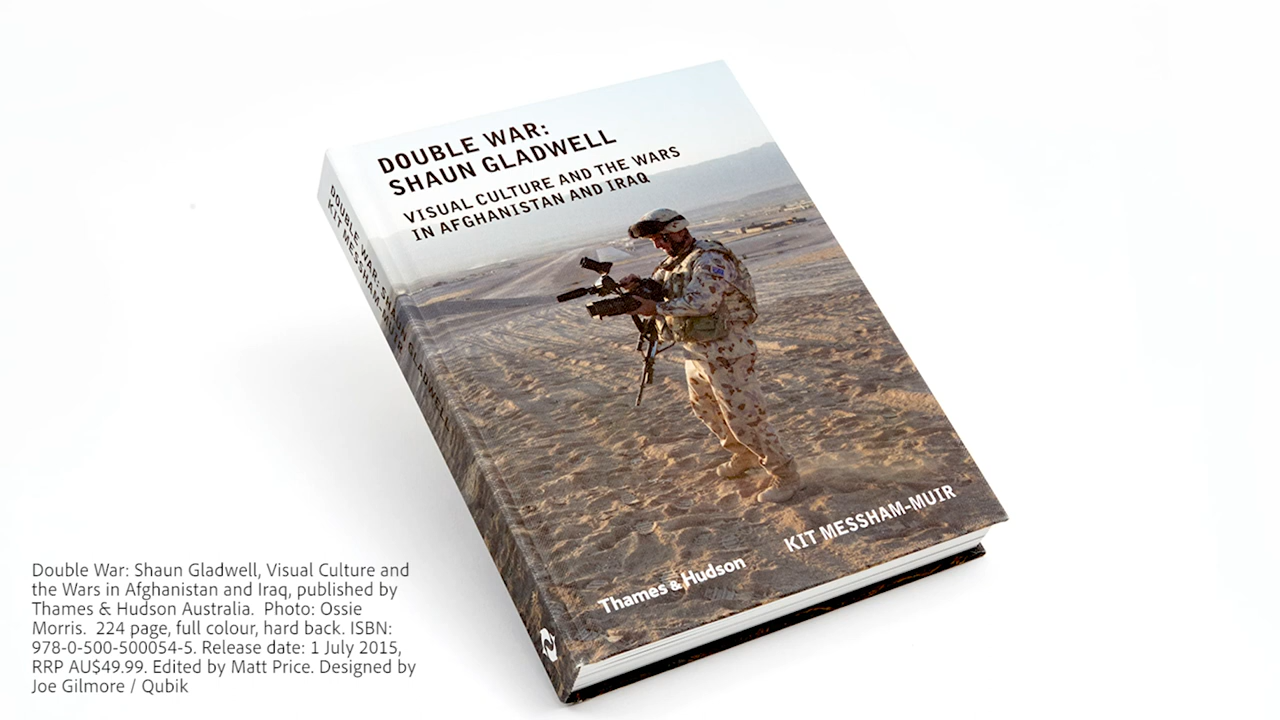 DOUBLE WAR:
SHAUN GLADWELL
VISUAL CULTURE AND THE WARS
IN AFGHANISTAN AND IRAQ
KIT MESSHAM-MUIR
Thames & Hudson
DOUBLE WAR: SHAUN GLADWELL
KIT MESSHAM-MUIR
Double War: Shaun Gladwell, Visual Culture and
the Wars in Afghanistan and Iraq, published by
Thames & Hudson Australia.  Photo: Ossie
Morris.  224 page, full colour, hard back. ISBN:
978-0-500-500054-5. Release date: 1 July 2015,
RRP AU$49.99. Edited by Matt Price. Designed by
Joe Gilmore / Qubik